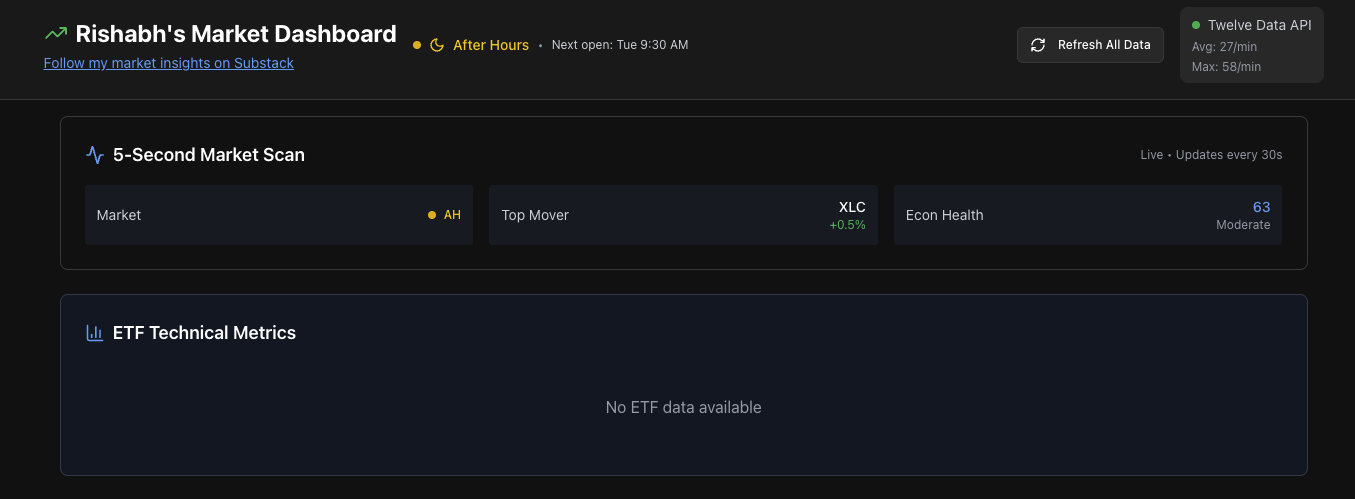 Rishabh's Market Dashboard
After Hours • Next open: Tue 9:30 AM
Follow my market insights on Substack
Refresh All Data
Twelve Data API
Avg: 27/min
Max: 58/min
5-Second Market Scan
Live • Updates every 30s
Market
AH
Top Mover
XLC
+0.5%
Econ Health
63
Moderate
ETF Technical Metrics
No ETF data available